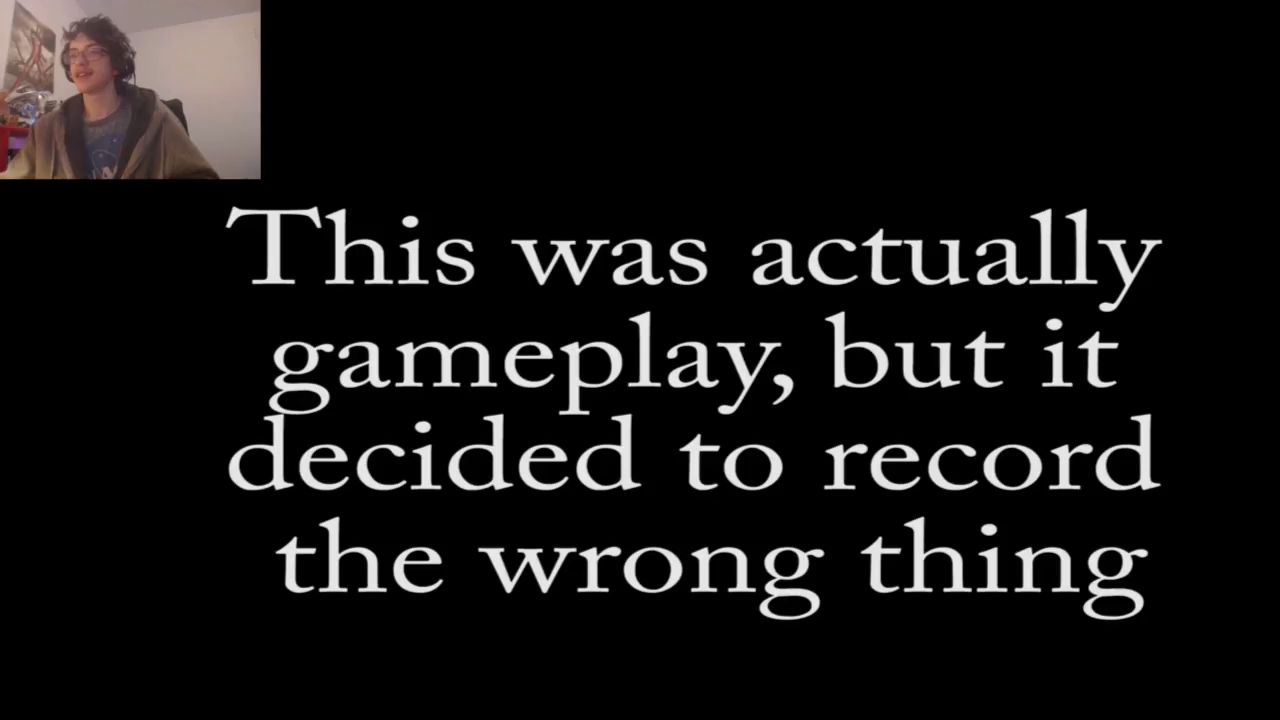 This was actually
gameplay, but it
decided to record
the wrong thing